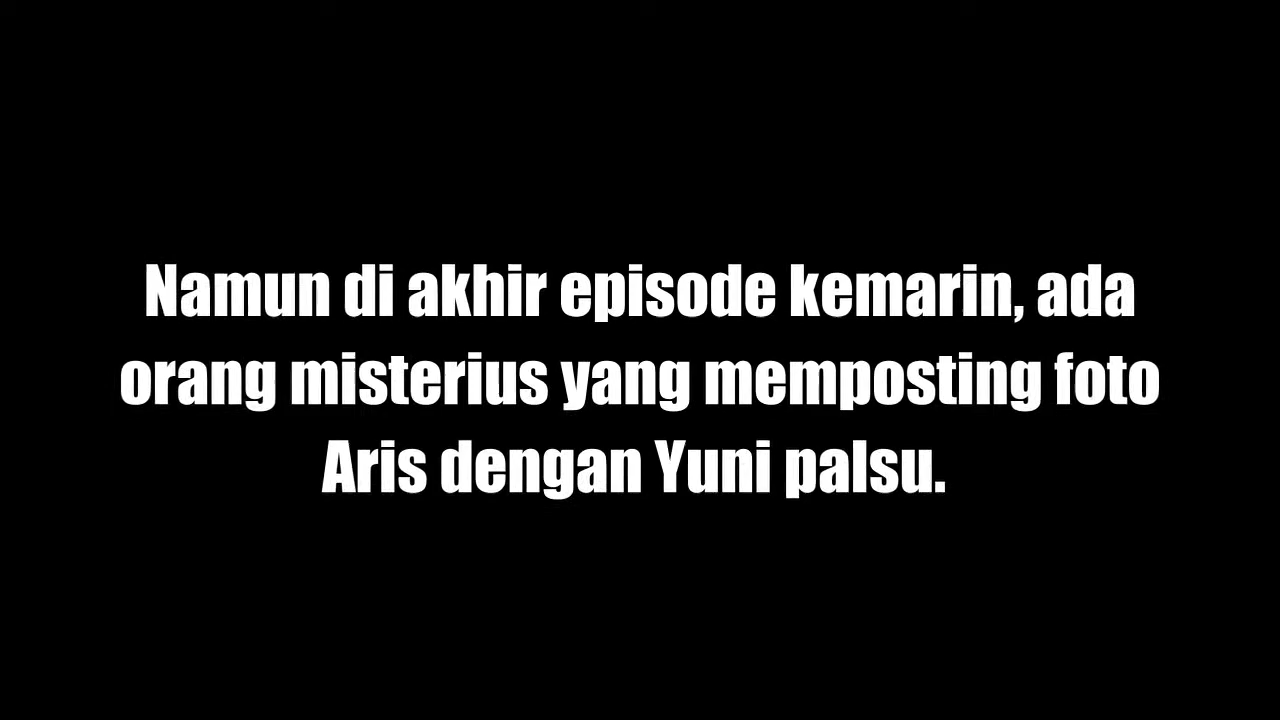 Namun di akhir episode kemarin, ada
orang misterius yang memposting foto
Aris dengan Yuni palsu.